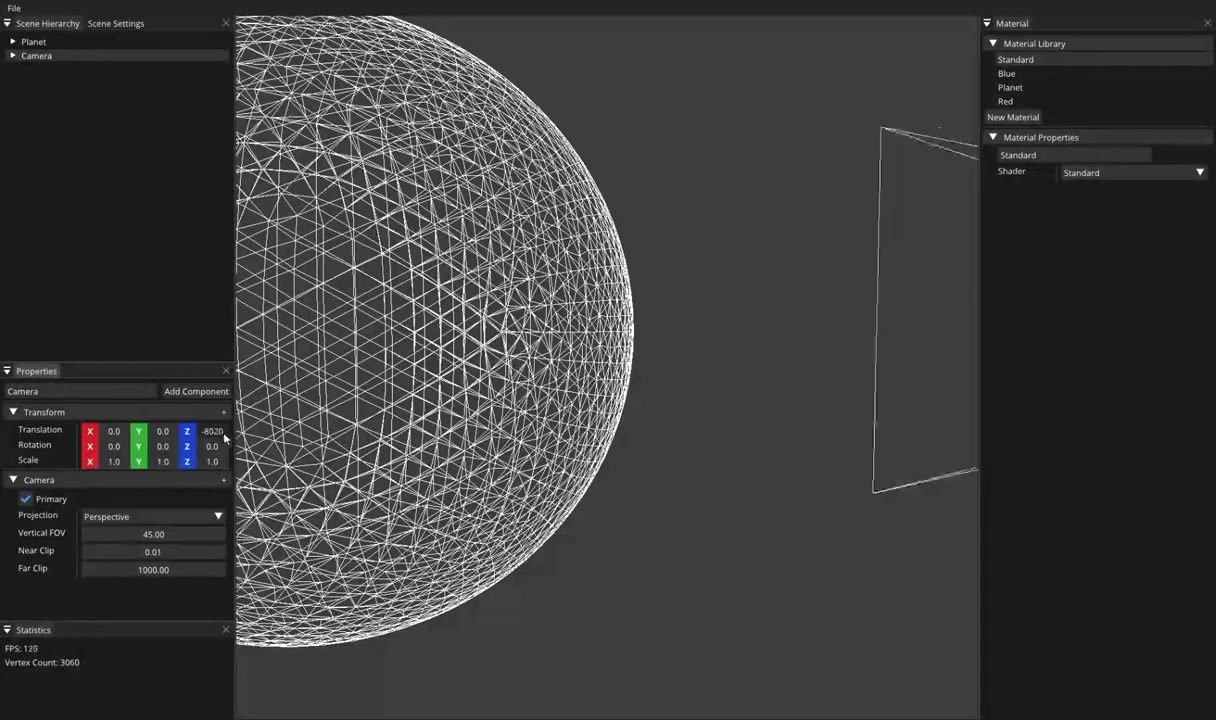 File
Scene Hierarchy Scene Settings
Planet
Camera
Properties
Camera Add Component
Transform +
Translation X 0.0 Y 0.0 Z
Rotation X 0.0 Y 0.0 Z 0.0
Scale X 1.0 Y 1.0 Z 1.0
Camera +
Primary
Projection Perspective
Vertical FOV 45.00
Near Clip 0.01
Far Clip 1000.00
Statistics
FPS: 120
Vertex Count: 3060
Material
Material Library
Standard
Blue
Planet
Red
New Material
Material Properties
Standard
Shader Standard